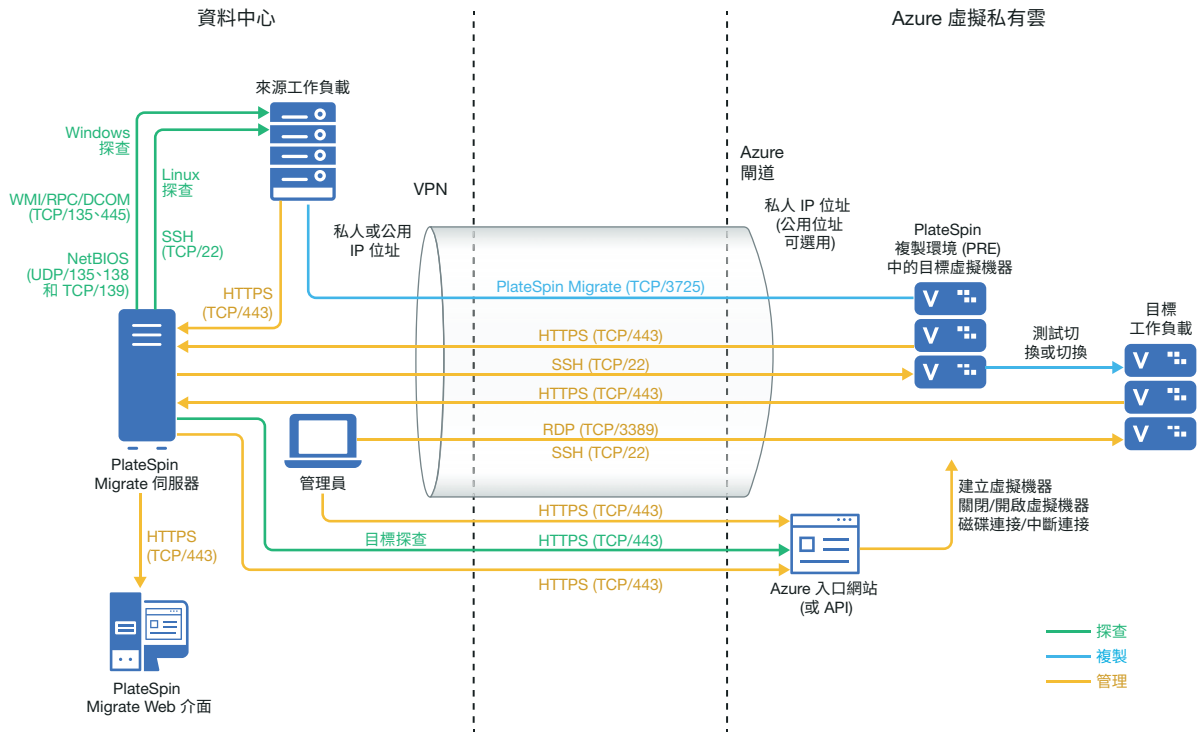 資料中心
Azure 虛擬私有雲
來源工作負載
Windows
探查
Linux
探查
WMI/RPC/DCOM
(TCP/135、445)
SSH
(TCP/22)
NetBIOS
(UDP/135、138
和 TCP/139)
HTTPS
(TCP/443)
VPN
私人或公用
IP 位址
Azure
閘道
私人 IP 位址
(公用位址
可選用)
PlateSpin
複製環境 (PRE)
中的目標虛擬機器
PlateSpin Migrate (TCP/3725)
HTTPS (TCP/443)
SSH (TCP/22)
HTTPS (TCP/443)
RDP (TCP/3389)
SSH (TCP/22)
測試切
換或切換
目標
工作負載
V
V
V
V
V
V
PlateSpin
Migrate 伺服器
管理員
HTTPS (TCP/443)
目標探查
HTTPS (TCP/443)
HTTPS (TCP/443)
建立虛擬機器
關閉/開啟虛擬機器
磁碟連接/中斷連接
Azure 入口網站
(或 API)
HTTPS
(TCP/443)
PlateSpin
Migrate Web 介面
探查
複製
管理